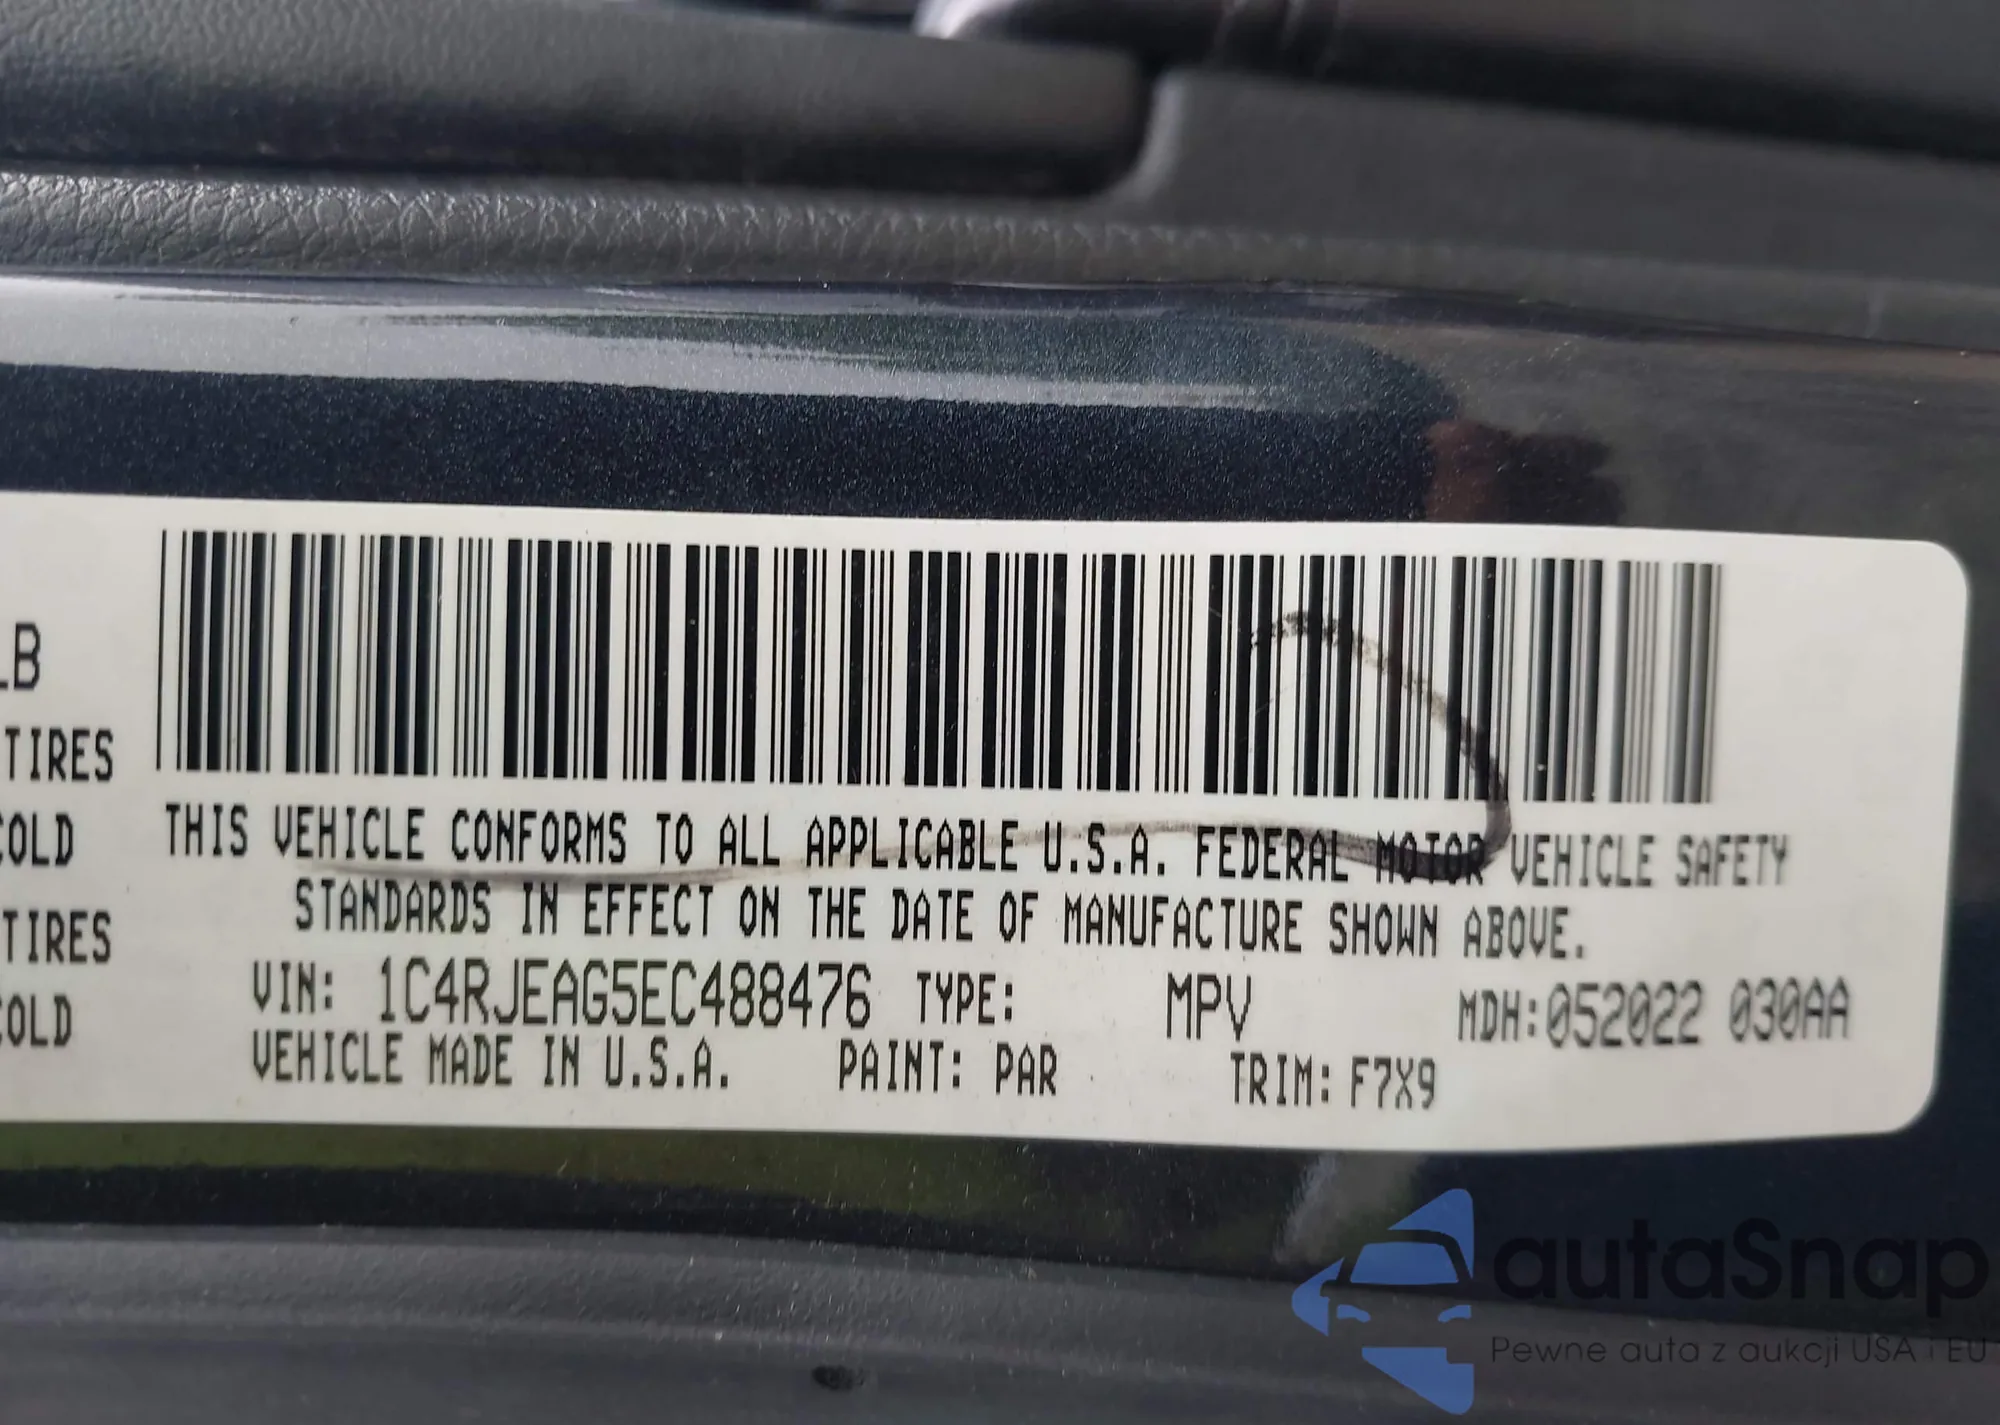 LB
TIRES
COLD
TIRES
COLD
THIS VEHICLE CONFORMS TO ALL APPLICABLE U.S.A. FEDERAL MOTOR VEHICLE SAFETY
STANDARDS IN EFFECT ON THE DATE OF MANUFACTURE SHOWN ABOVE.
VIN: 1C4RJEAG5EC488476 TYPE: MPV MDH:052022 030AA
VEHICLE MADE IN U.S.A. PAINT: PAR TRIM: F7X9
autaSnap
Pewne auta z aukcji USA i EU